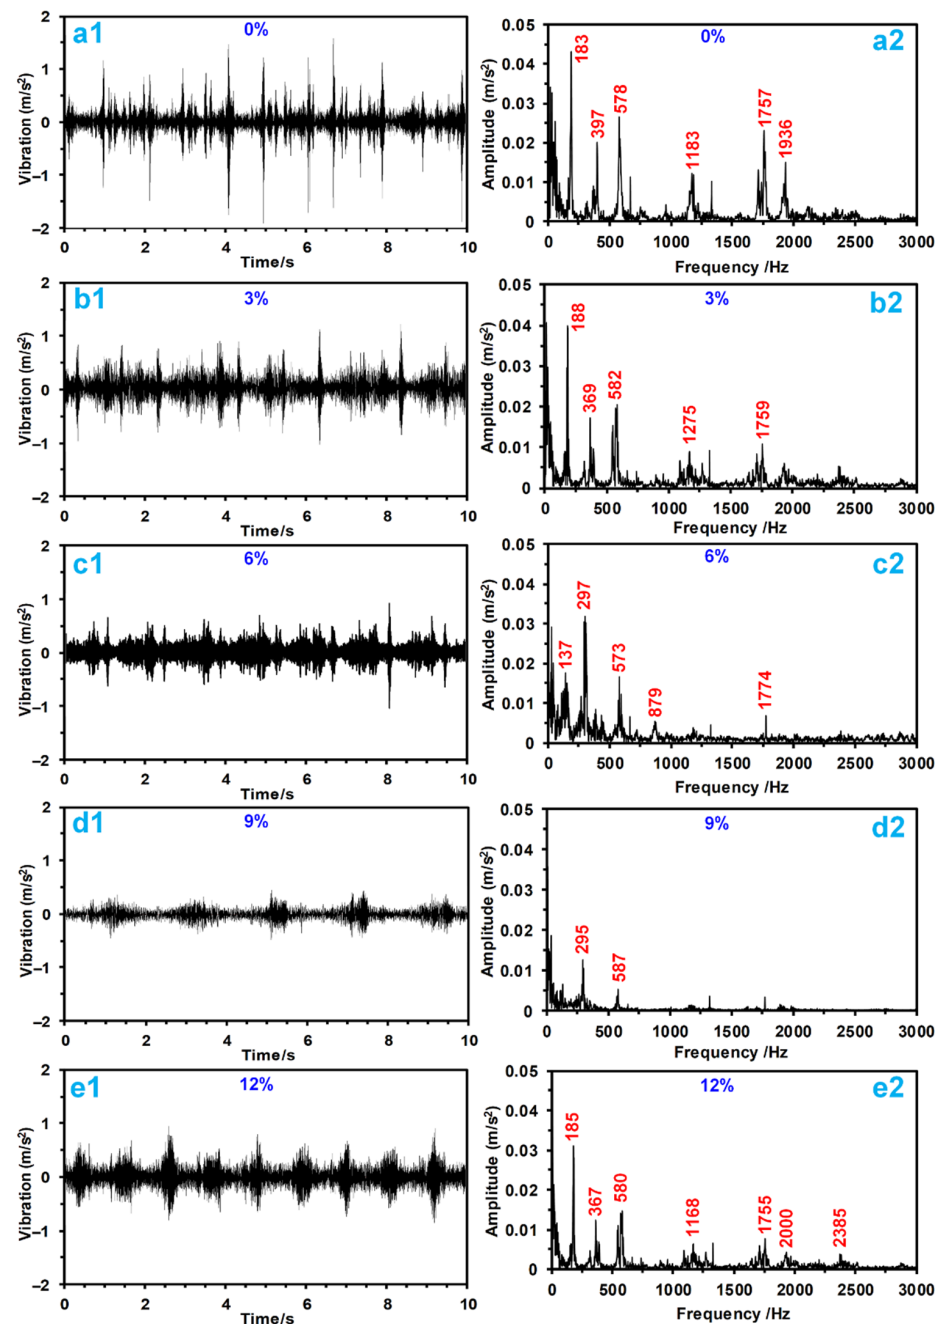 a1
0%
Vibration (m/s²)
2
1
0
−1
−2
0 2 4 6 8 10
Time/s
a2
0%
Amplitude (m/s²)
0.05
0.04
0.03
0.02
0.01
0
183
397
578
1183
1757
1936
0 500 1000 1500 2000 2500 3000
Frequency /Hz
b1
3%
Vibration (m/s²)
2
1
0
−1
−2
0 2 4 6 8 10
Time/s
b2
3%
Amplitude (m/s²)
0.05
0.04
0.03
0.02
0.01
0
188
369
582
1275
1759
0 500 1000 1500 2000 2500 3000
Frequency /Hz
c1
6%
Vibration (m/s²)
2
1
0
−1
−2
0 2 4 6 8 10
Time/s
c2
6%
Amplitude (m/s²)
0.05
0.04
0.03
0.02
0.01
0
137
297
573
879
1774
0 500 1000 1500 2000 2500 3000
Frequency /Hz
d1
9%
Vibration (m/s²)
2
1
0
−1
−2
0 2 4 6 8 10
Time/s
d2
9%
Amplitude (m/s²)
0.05
0.04
0.03
0.02
0.01
0
295
587
0 500 1000 1500 2000 2500 3000
Frequency /Hz
e1
12%
Vibration (m/s²)
2
1
0
−1
−2
0 2 4 6 8 10
Time/s
e2
12%
Amplitude (m/s²)
0.05
0.04
0.03
0.02
0.01
0
185
367
580
1168
1755
2000
2385
0 500 1000 1500 2000 2500 3000
Frequency /Hz